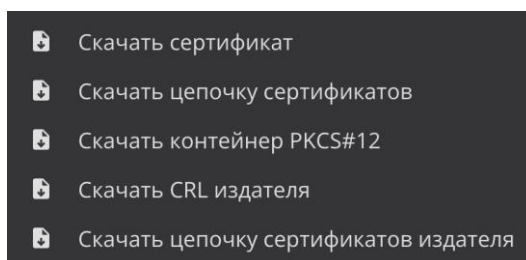 Скачать сертификат
Скачать цепочку сертификатов
Скачать контейнер PKCS#12
Скачать CRL издателя
Скачать цепочку сертификатов издателя